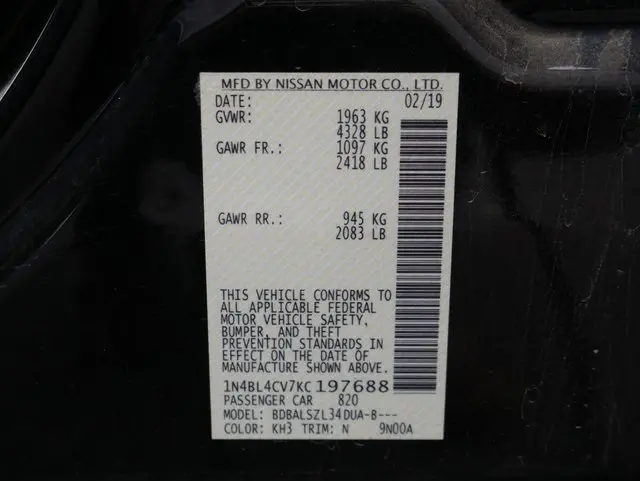 MFD BY NISSAN MOTOR CO., LTD.
DATE: 02/19
GVWR: 1963 KG
4328 LB
GAWR FR.: 1097 KG
2418 LB
GAWR RR.: 945 KG
2083 LB
THIS VEHICLE CONFORMS TO
ALL APPLICABLE FEDERAL
MOTOR VEHICLE SAFETY,
BUMPER, AND THEFT
PREVENTION STANDARDS IN
EFFECT ON THE DATE OF
MANUFACTURE SHOWN ABOVE.
1N4BL4CV7KC197688
PASSENGER CAR 820
MODEL: BDBALSZL34DUA-B---
COLOR: KH3 TRIM: N 9N00A